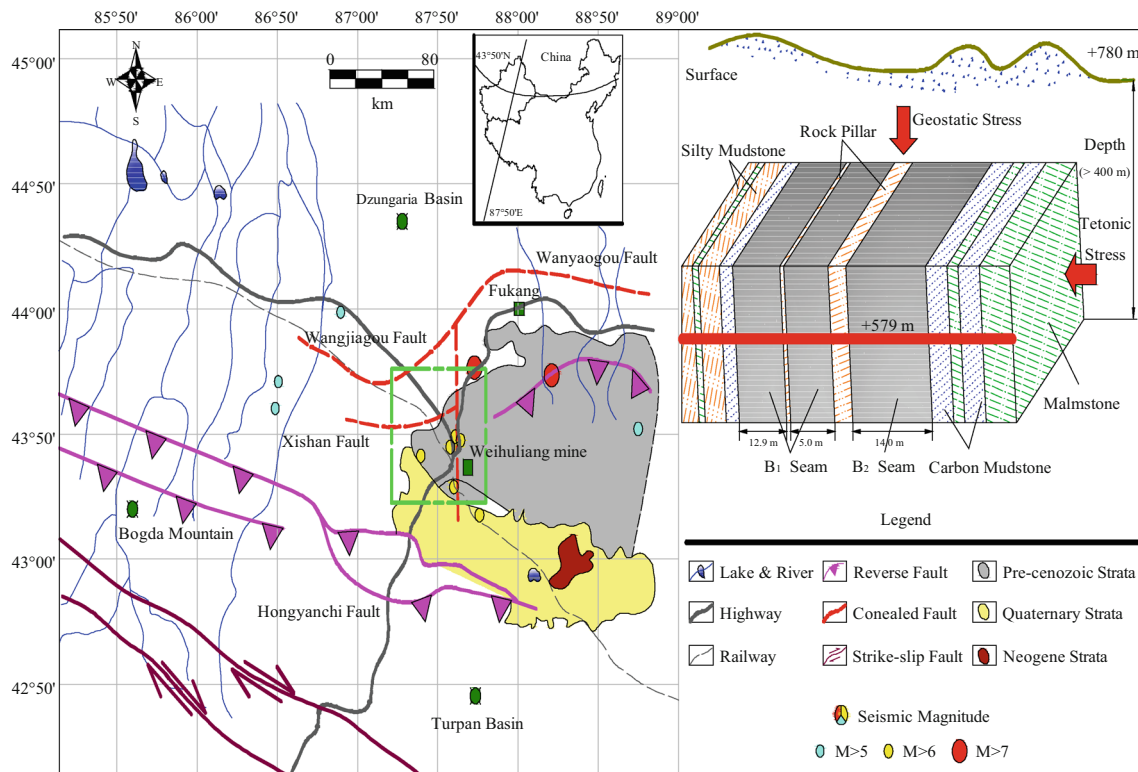 85°50'
86°00'
86°50'
87°00'
87°50'
88°00'
88°50'
89°00'
45°00'
44°50'
44°00'
43°50'
43°00'
42°50'
N
W
E
S
0
80
km
43°50'N
China
87°50'E
Dzungaria Basin
Wanyaogou Fault
Fukang
Wangjiagou Fault
Xishan Fault
Weihuliang mine
Bogda Mountain
Hongyanchi Fault
Turpan Basin
+780 m
Surface
Geostatic Stress
Rock Pillar
Silty Mudstone
Depth
(> 400 m)
Tetonic
Stress
+579 m
Malmstone
12.9 m
5.0 m
14.0 m
B1 Seam
B2 Seam
Carbon Mudstone
Legend
Lake & River
Reverse Fault
Pre-cenozoic Strata
Highway
Conealed Fault
Quaternary Strata
Railway
Strike-slip Fault
Neogene Strata
Seismic Magnitude
M>5
M>6
M>7